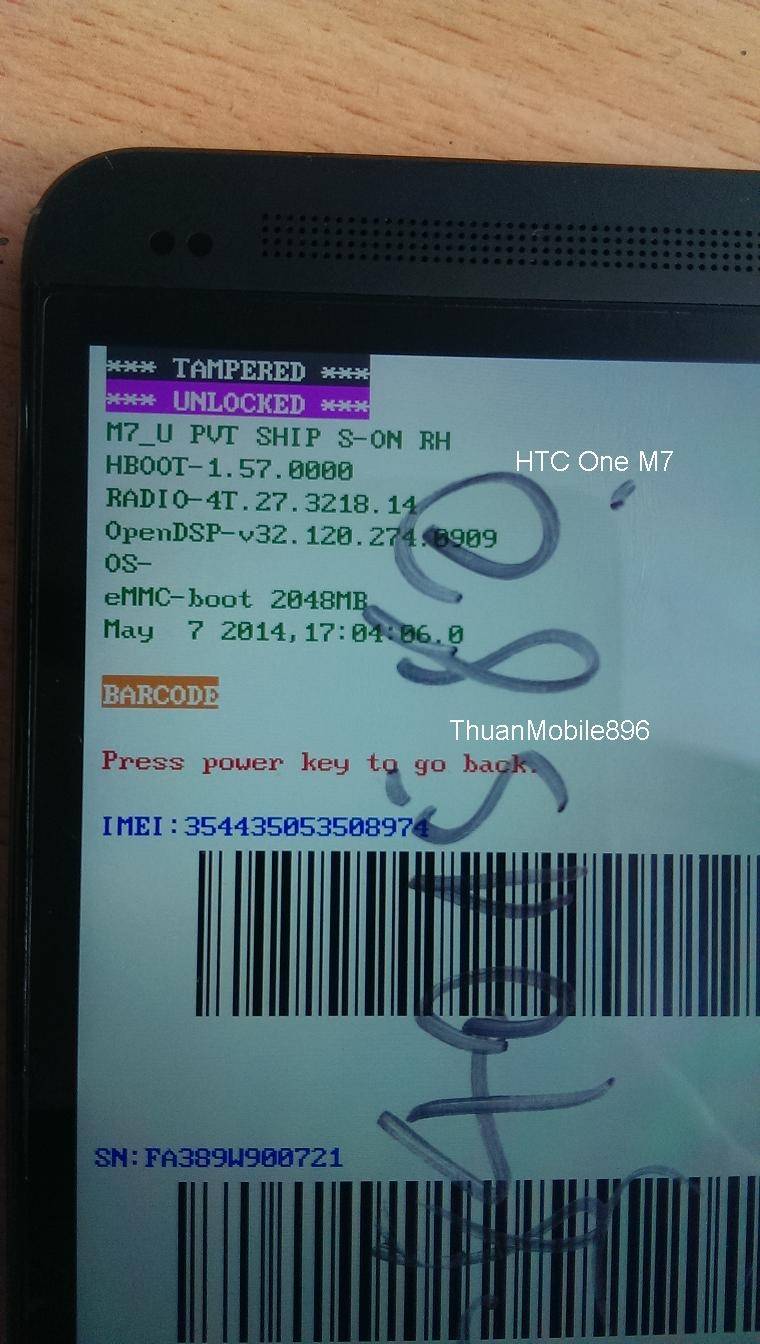 *** TAMPERED ***
*** UNLOCKED ***
M7_U PVT SHIP S-ON RH
HTC One M7
HBOOT-1.57.0000
RADIO-4T.27.3218.14
OpenDSP-v32.120.274.0909
OS-
eMMC-boot 2048MB
May 7 2014,17:04:06.0
BARCODE
ThuanMobile896
Press power key to go back.
IMEI:354435053508974
SN:FA389W900721